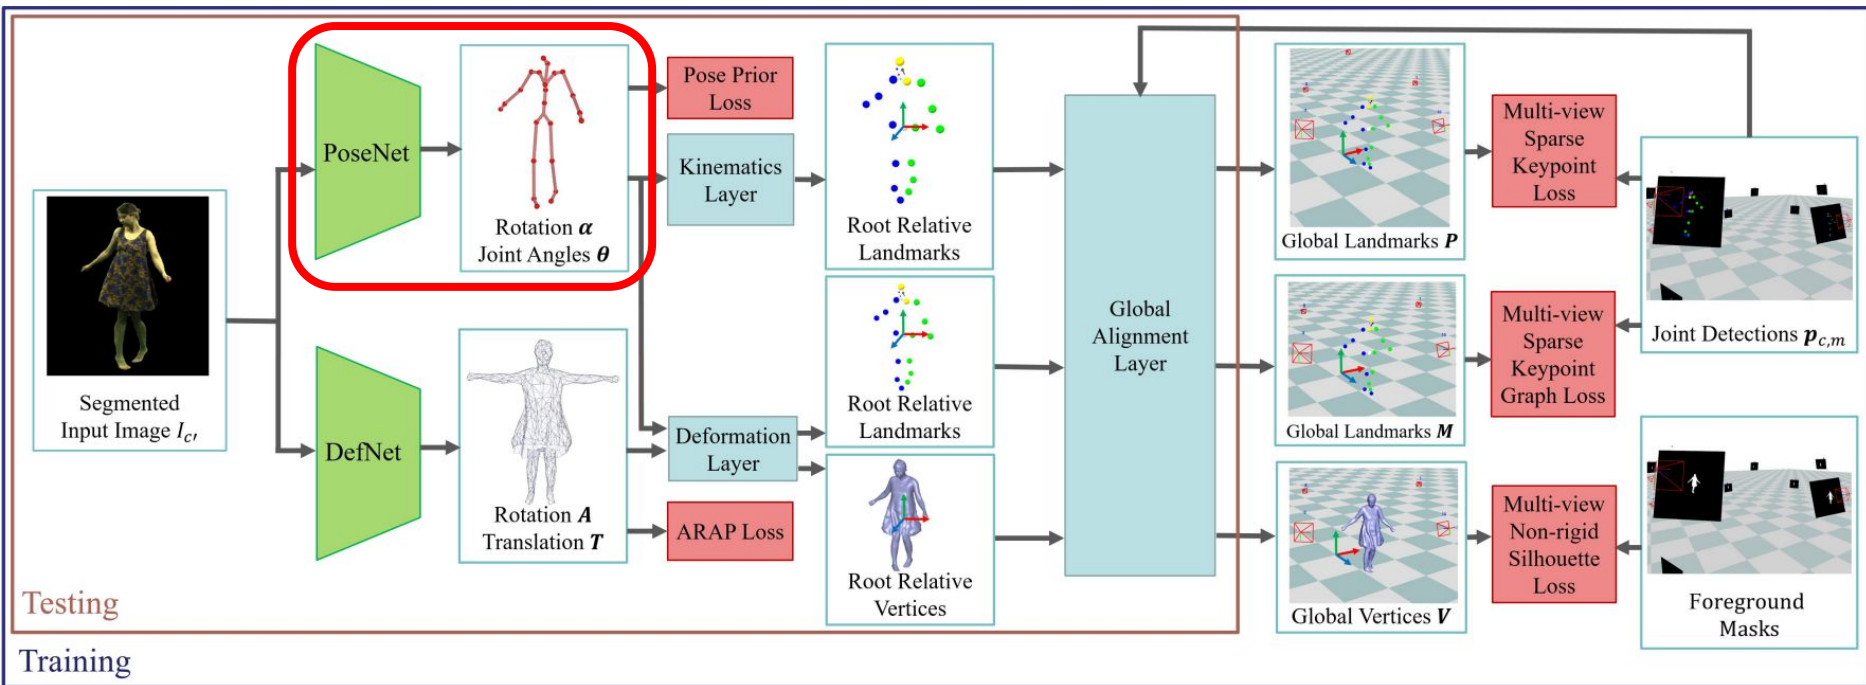 PoseNet
Rotation α
Joint Angles θ
Pose Prior
Loss
Kinematics
Layer
Root Relative
Landmarks
Segmented
Input Image I_{c'}
DefNet
Rotation A
Translation T
Deformation
Layer
ARAP Loss
Root Relative
Landmarks
Root Relative
Vertices
Global
Alignment
Layer
Global Landmarks P
Multi-view
Sparse
Keypoint
Loss
Global Landmarks M
Multi-view
Sparse
Keypoint
Graph Loss
Joint Detections p_{c,m}
Global Vertices V
Multi-view
Non-rigid
Silhouette
Loss
Foreground
Masks
Testing
Training